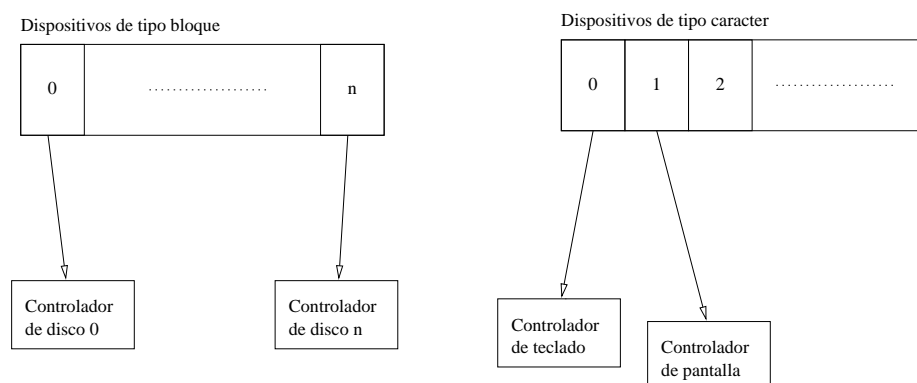 Dispositivos de tipo bloque
0
n
Controlador
de disco 0
Controlador
de disco n
Dispositivos de tipo caracter
0
1
2
Controlador
de teclado
Controlador
de pantalla